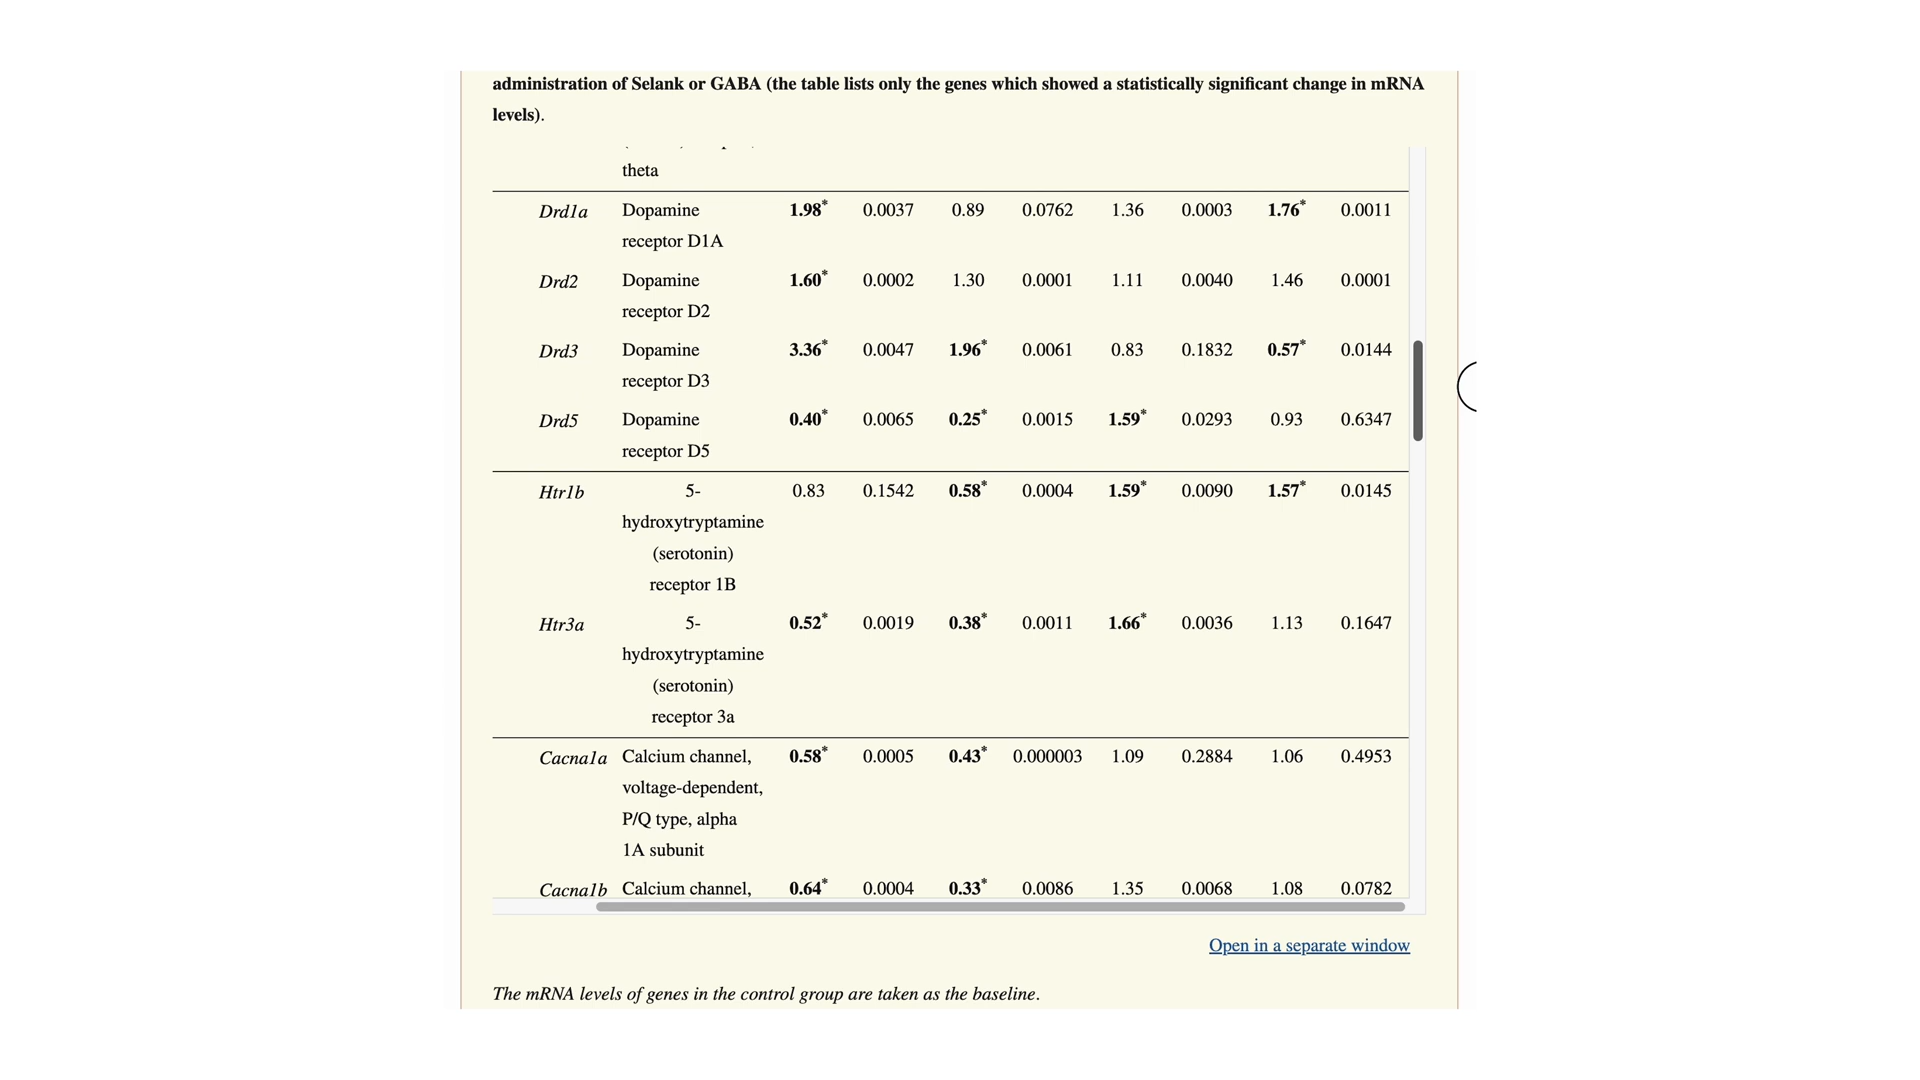 administration of Selank or GABA (the table lists only the genes which showed a statistically significant change in mRNA
levels).
theta
Drd1a Dopamine 1.98* 0.0037 0.89 0.0762 1.36 0.0003 1.76* 0.0011
receptor D1A
Drd2 Dopamine 1.60* 0.0002 1.30 0.0001 1.11 0.0040 1.46 0.0001
receptor D2
Drd3 Dopamine 3.36* 0.0047 1.96* 0.0061 0.83 0.1832 0.57* 0.0144
receptor D3
Drd5 Dopamine 0.40* 0.0065 0.25* 0.0015 1.59* 0.0293 0.93 0.6347
receptor D5
Htr1b 5- 0.83 0.1542 0.58* 0.0004 1.59* 0.0090 1.57* 0.0145
hydroxytryptamine
(serotonin)
receptor 1B
Htr3a 5- 0.52* 0.0019 0.38* 0.0011 1.66* 0.0036 1.13 0.1647
hydroxytryptamine
(serotonin)
receptor 3a
Cacna1a Calcium channel, 0.58* 0.0005 0.43* 0.000003 1.09 0.2884 1.06 0.4953
voltage-dependent,
P/Q type, alpha
1A subunit
Cacna1b Calcium channel, 0.64* 0.0004 0.33* 0.0086 1.35 0.0068 1.08 0.0782
Open in a separate window
The mRNA levels of genes in the control group are taken as the baseline.